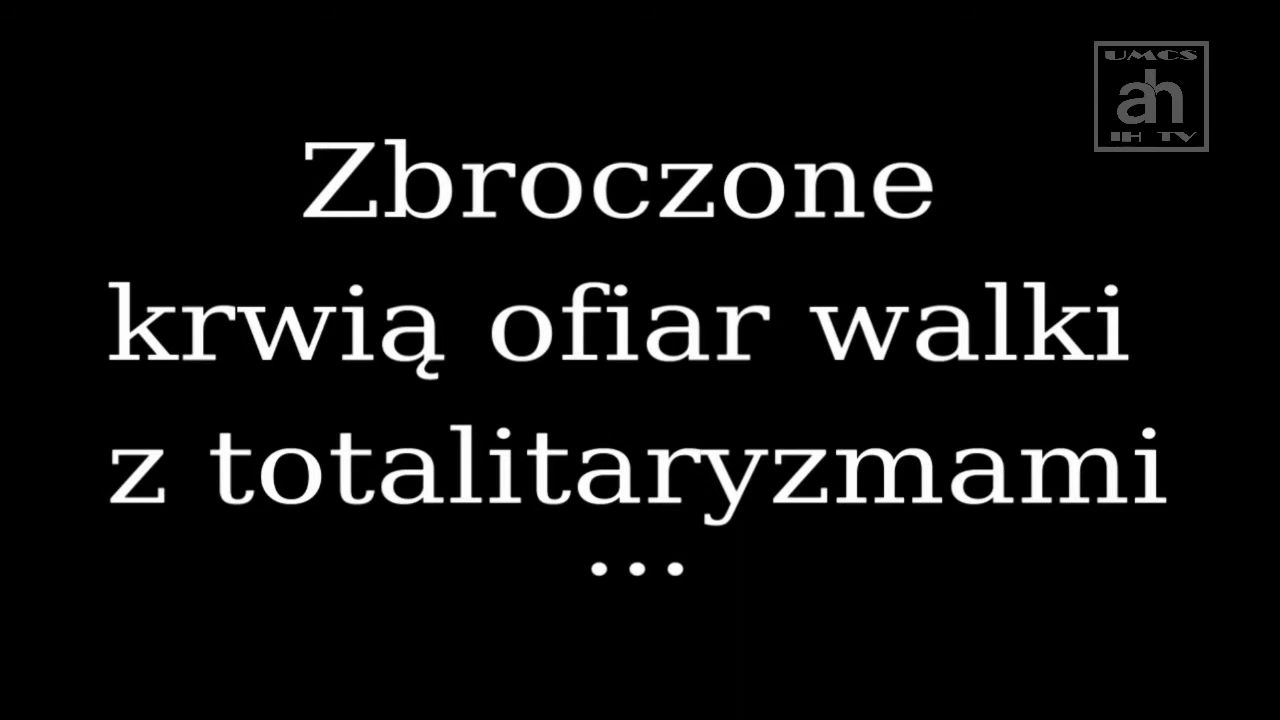 UMCS
ah
IH TV
Zbroczone
krwią ofiar walki
z totalitaryzmami
...